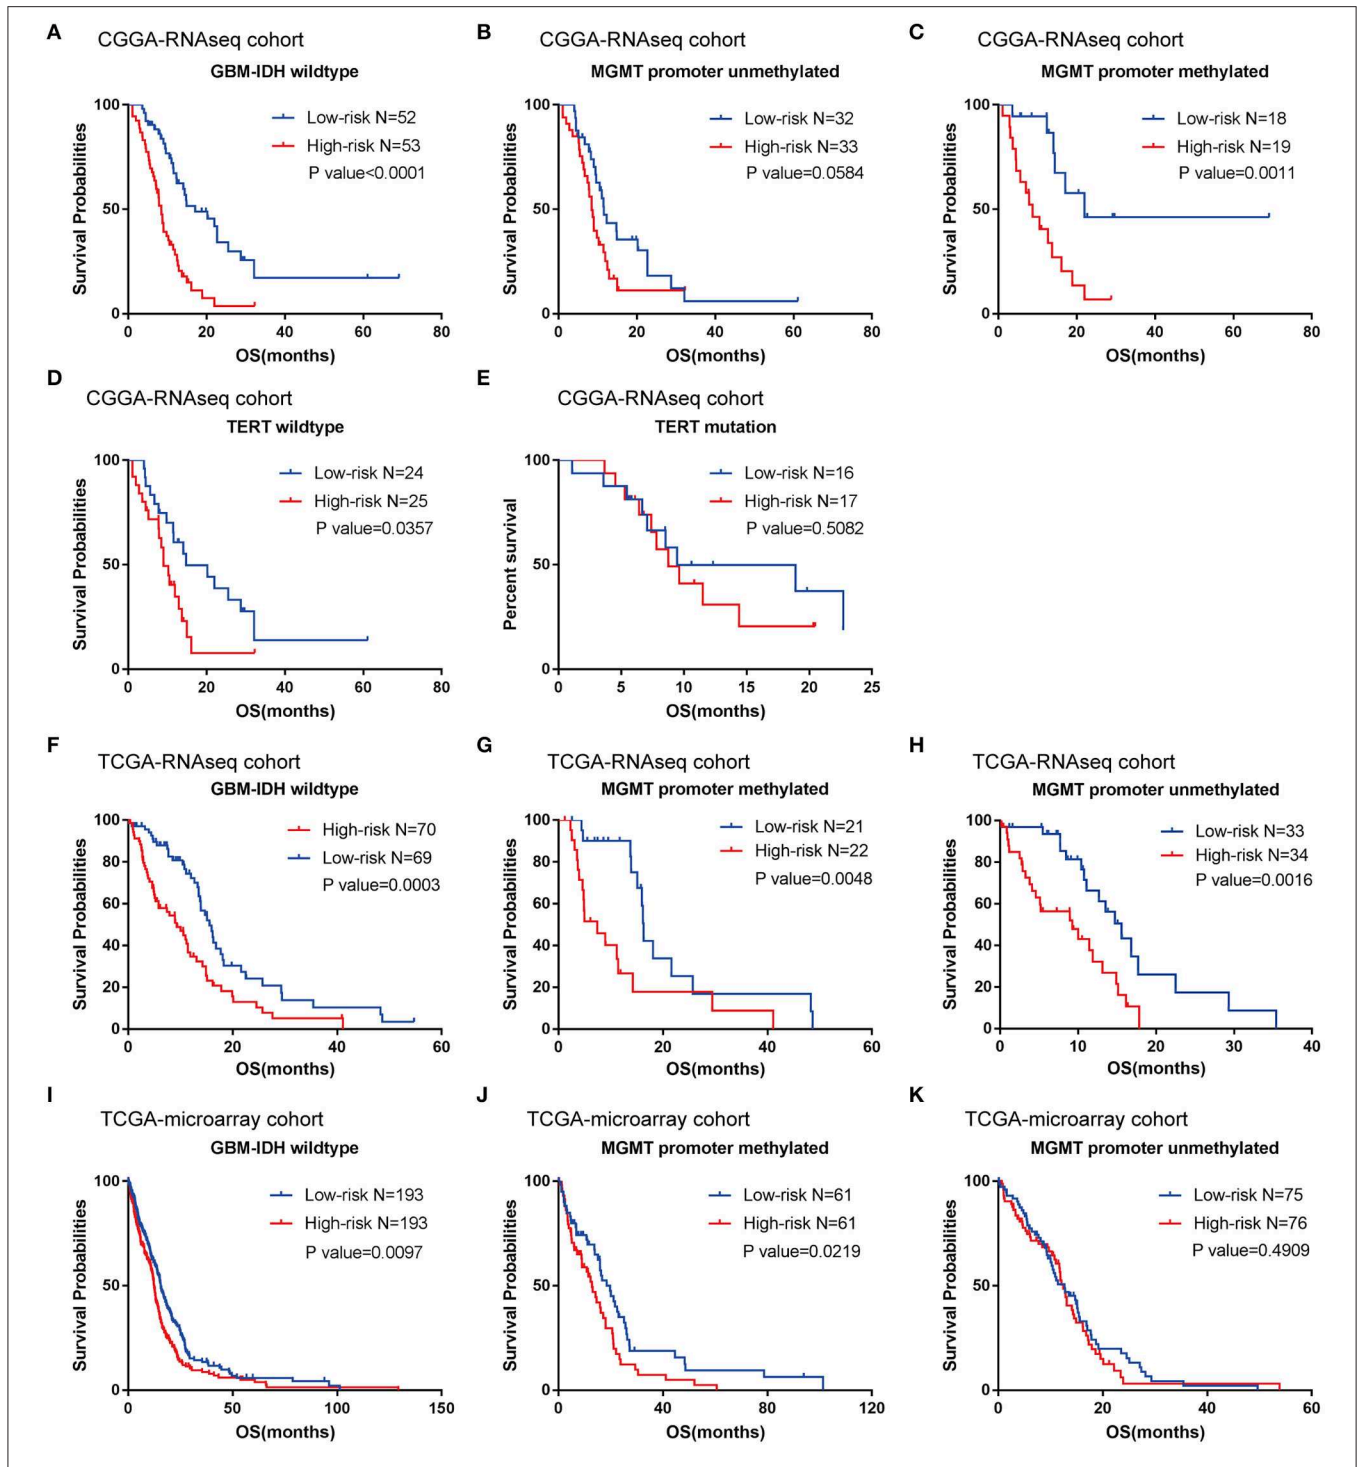 A
CGGA-RNAseq cohort
GBM-IDH wildtype
Survival Probabilities
100
50
0
Low-risk N=52
High-risk N=53
P value<0.0001
0 20 40 60 80
OS(months)
B
CGGA-RNAseq cohort
MGMT promoter unmethylated
Survival Probabilities
100
50
0
Low-risk N=32
High-risk N=33
P value=0.0584
0 20 40 60 80
OS(months)
C
CGGA-RNAseq cohort
MGMT promoter methylated
Survival Probabilities
100
50
0
Low-risk N=18
High-risk N=19
P value=0.0011
0 20 40 60 80
OS(months)
D
CGGA-RNAseq cohort
TERT wildtype
Survival Probabilities
100
50
0
Low-risk N=24
High-risk N=25
P value=0.0357
0 20 40 60 80
OS(months)
E
CGGA-RNAseq cohort
TERT mutation
Percent survival
100
50
0
Low-risk N=16
High-risk N=17
P value=0.5082
0 5 10 15 20 25
OS(months)
F
TCGA-RNAseq cohort
GBM-IDH wildtype
Survival Probabilities
100
80
60
40
20
0
High-risk N=70
Low-risk N=69
P value=0.0003
0 20 40 60
OS(months)
G
TCGA-RNAseq cohort
MGMT promoter methylated
Survival Probabilities
100
80
60
40
20
0
Low-risk N=21
High-risk N=22
P value=0.0048
0 20 40 60
OS(months)
H
TCGA-RNAseq cohort
MGMT promoter unmethylated
Survival Probabilities
100
80
60
40
20
0
Low-risk N=33
High-risk N=34
P value=0.0016
0 10 20 30 40
OS(months)
I
TCGA-microarray cohort
GBM-IDH wildtype
Survival Probabilities
100
50
0
Low-risk N=193
High-risk N=193
P value=0.0097
0 50 100 150
OS(months)
J
TCGA-microarray cohort
MGMT promoter methylated
Survival Probabilities
100
50
0
Low-risk N=61
High-risk N=61
P value=0.0219
0 40 80 120
OS(months)
K
TCGA-microarray cohort
MGMT promoter unmethylated
Survival Probabilities
100
50
0
Low-risk N=75
High-risk N=76
P value=0.4909
0 20 40 60
OS(months)